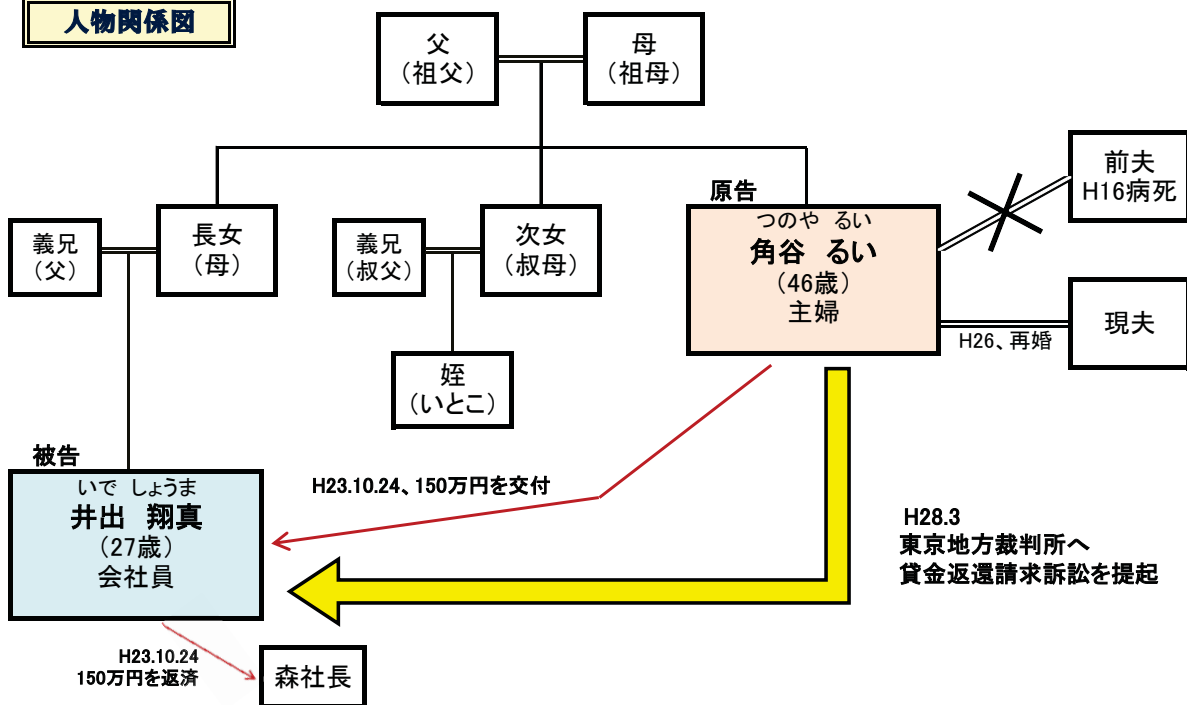 人物関係図
父
（祖父）
母
（祖母）
前夫
H16病死
原告
つのや るい
角谷 るい
（46歳）
主婦
義兄
（父）
長女
（母）
義兄
（叔父）
次女
（叔母）
現夫
H26、再婚
姪
（いとこ）
被告
いで しょうま
井出 翔真
（27歳）
会社員
H23.10.24、150万円を交付
H28.3
東京地方裁判所へ
貸金返還請求訴訟を提起
H23.10.24
150万円を返済
森社長